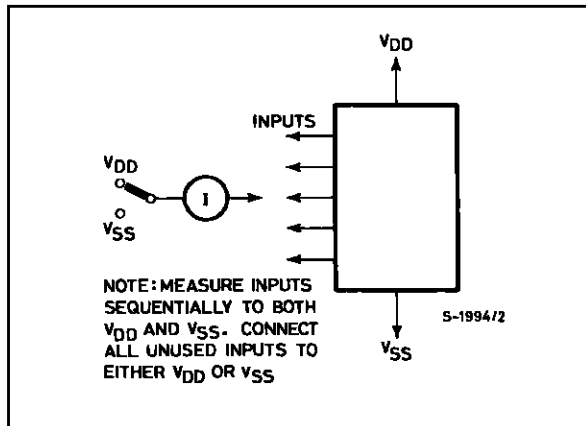 VDD
INPUTS
VDD
I
VSS
NOTE: MEASURE INPUTS
SEQUENTIALLY TO BOTH
VDD AND VSS. CONNECT
ALL UNUSED INPUTS TO
EITHER VDD OR VSS
S-1994/2
VSS